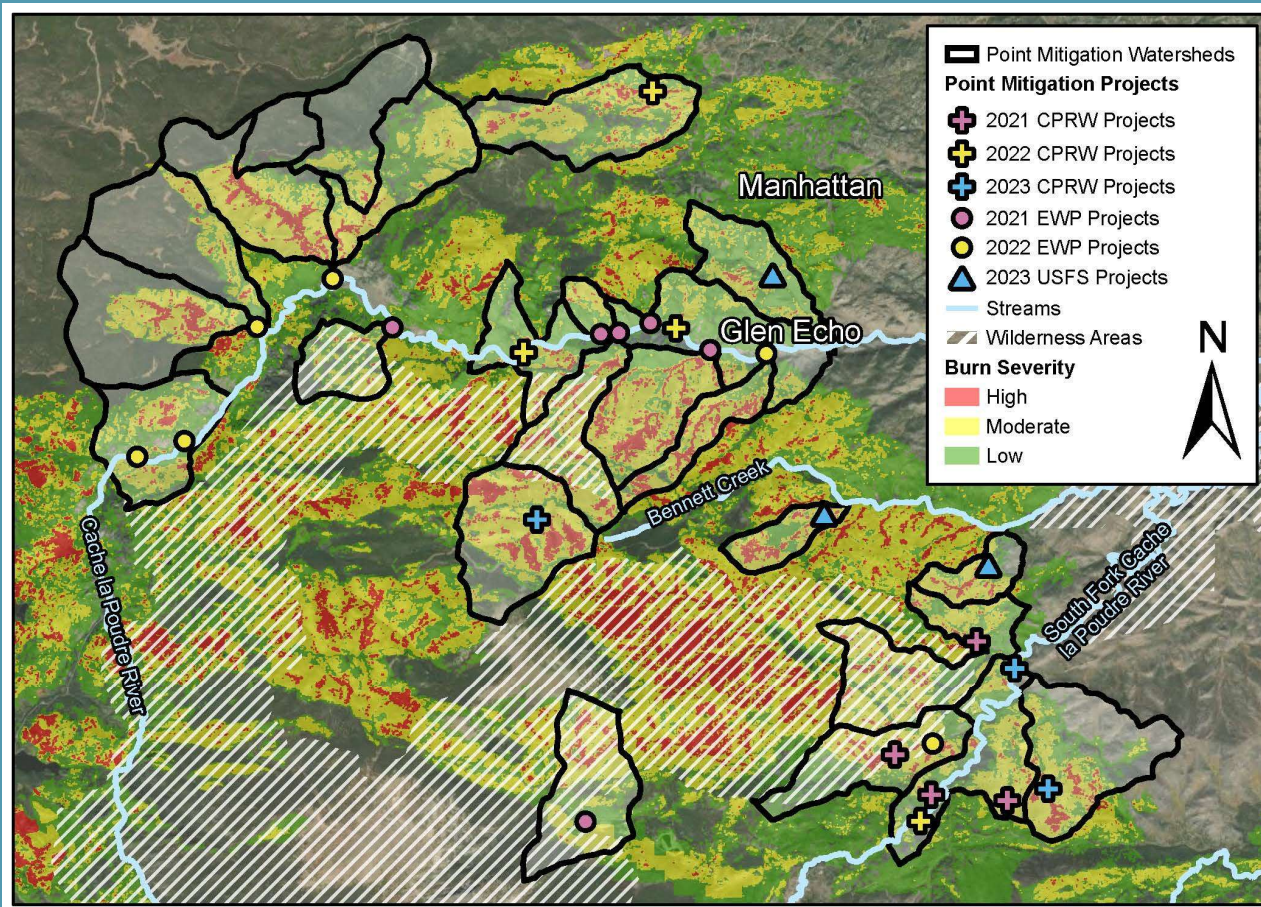 Point Mitigation Watersheds
Point Mitigation Projects
2021 CPRW Projects
2022 CPRW Projects
2023 CPRW Projects
2021 EWP Projects
2022 EWP Projects
2023 USFS Projects
Streams
Wilderness Areas
Burn Severity
High
Moderate
Low
N
Manhattan
Glen Echo
Bennett Creek
Cache la Poudre River
South Fork Cache
la Poudre River